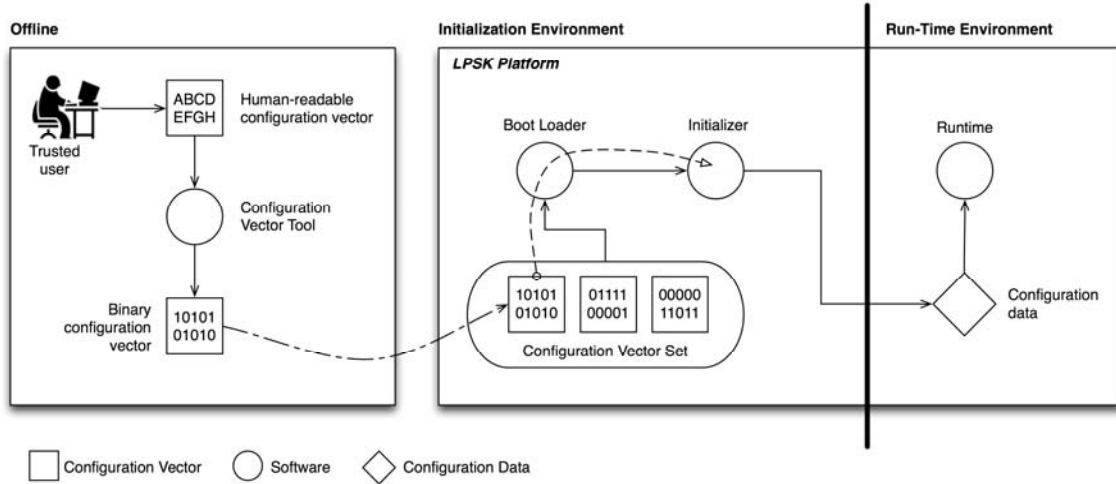 Offline
Initialization Environment
Run-Time Environment
LPSK Platform
ABCD
EFGH
Human-readable
configuration vector
Trusted
user
Configuration
Vector Tool
Binary
configuration
vector
10101
01010
Boot Loader
Initializer
10101
01010
01111
00001
00000
11011
Configuration Vector Set
Runtime
Configuration
data
Configuration Vector
Software
Configuration Data